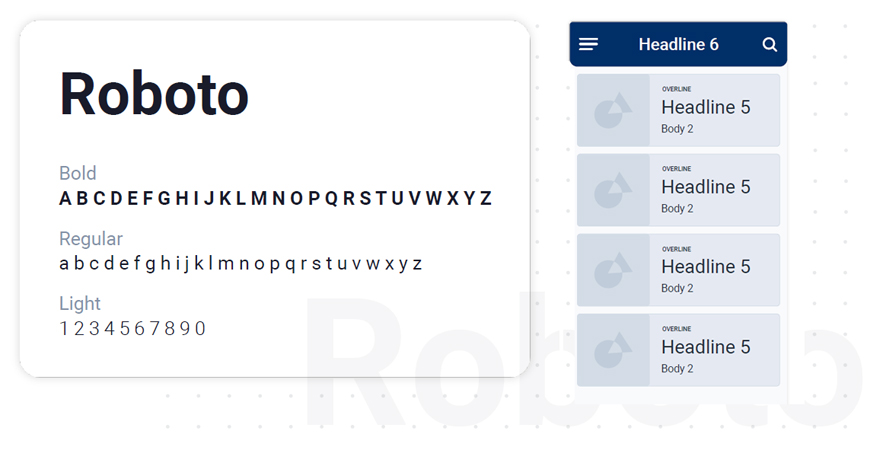 Roboto
Bold
A B C D E F G H I J K L M N O P Q R S T U V W X Y Z
Regular
a b c d e f g h i j k l m n o p q r s t u v w x y z
Light
1 2 3 4 5 6 7 8 9 0
Headline 6
OVERLINE
Headline 5
Body 2
OVERLINE
Headline 5
Body 2
OVERLINE
Headline 5
Body 2
OVERLINE
Headline 5
Body 2
Roboto